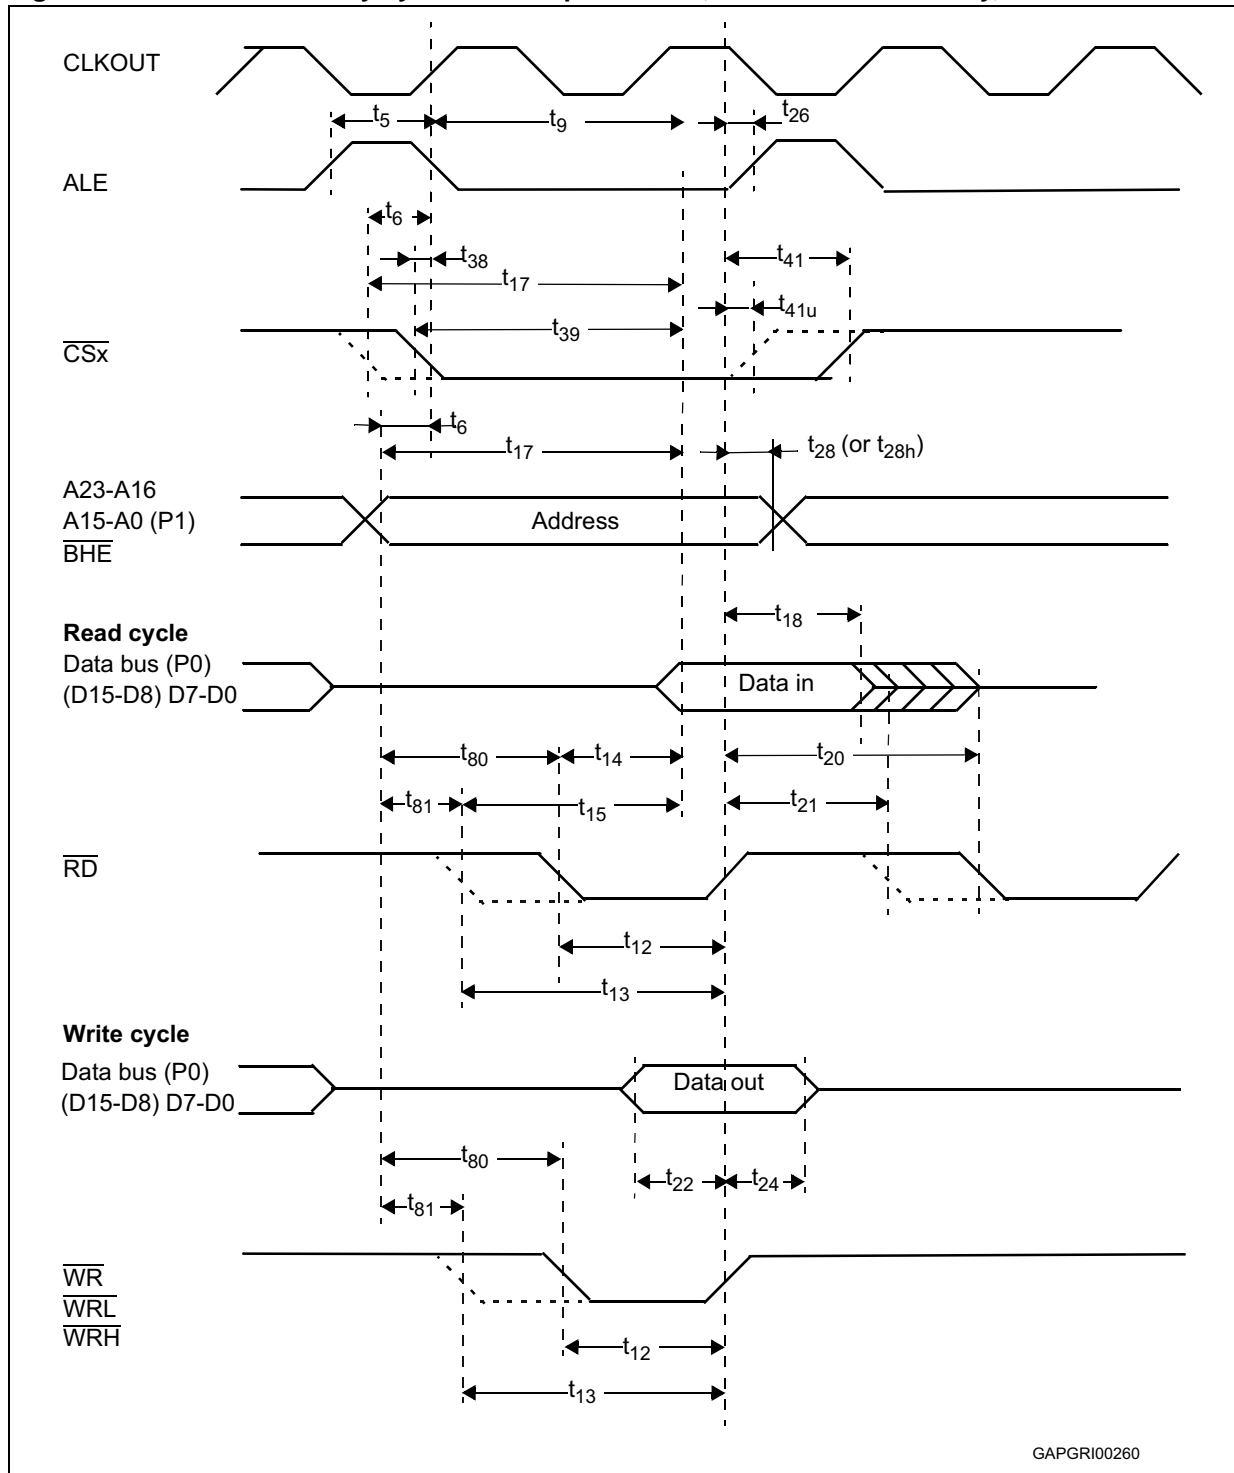 CLKOUT
t5
t9
t26
ALE
t6
t38
t41
t17
t41u
t39
CSx
t6
t17
t28 (or t28h)
A23-A16
A15-A0 (P1)
Address
BHE
t18
Read cycle
Data bus (P0)
Data in
(D15-D8) D7-D0
t80
t14
t20
t81
t15
t21
RD
t12
t13
Write cycle
Data bus (P0)
Data out
(D15-D8) D7-D0
t80
t22
t24
t81
WR
WRL
WRH
t12
t13
GAPGRI00260